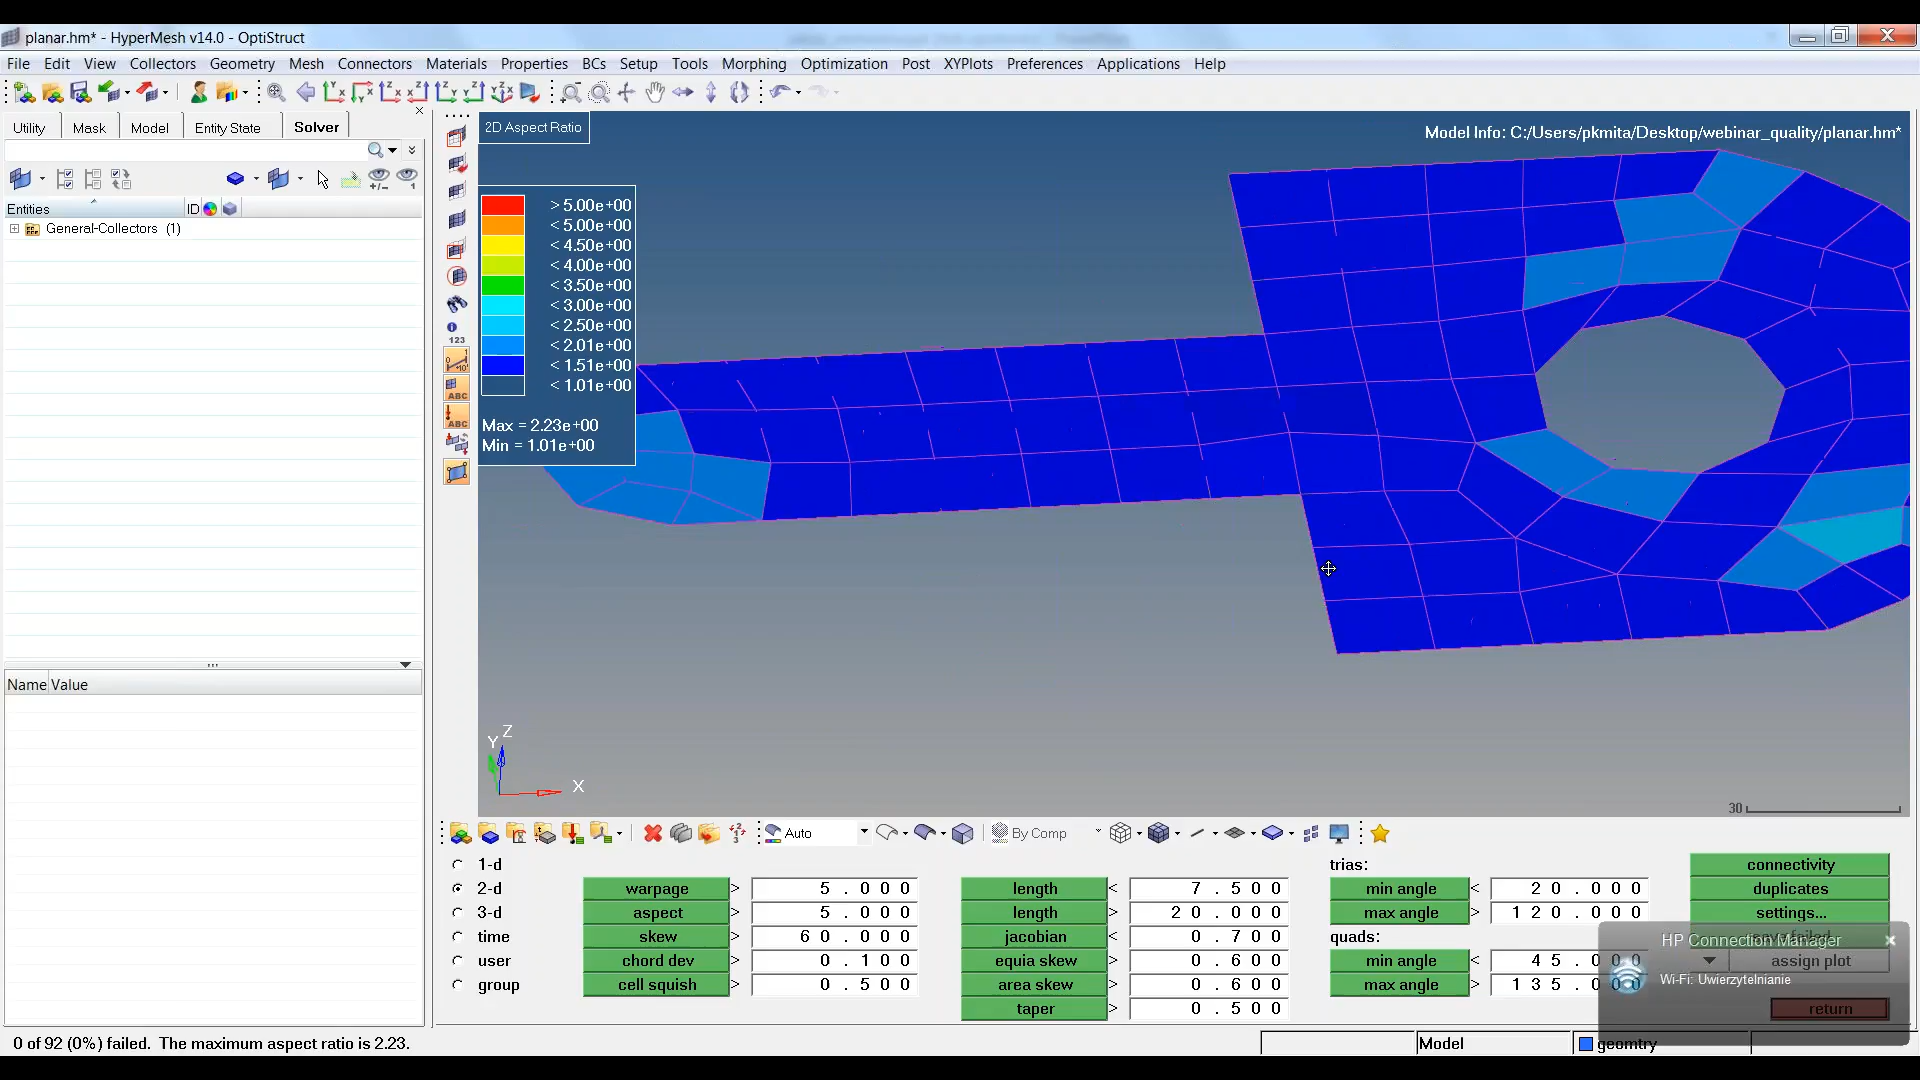 planar.hm* - HyperMesh v14.0 - OptiStruct
File Edit View Collectors Geometry Mesh Connectors Materials Properties BCs Setup Tools Morphing Optimization Post XYPlots Preferences Applications Help
Utility Mask Model Entity State Solver
2D Aspect Ratio
Model Info: C:/Users/pkmita/Desktop/webinar_quality/planar.hm*
Entities ID
General-Collectors (1)
> 5.00e+00
< 5.00e+00
< 4.50e+00
< 4.00e+00
< 3.50e+00
< 3.00e+00
< 2.50e+00
< 2.01e+00
< 1.51e+00
< 1.01e+00
Max = 2.23e+00
Min = 1.01e+00
123
ABC
ABC
Name Value
Z
Y
X
30
Auto By Comp
1-d trias: connectivity
2-d warpage > 5.000 length < 7.500 min angle < 20.000 duplicates
3-d aspect > 5.000 length > 20.000 max angle > 120.000 settings...
time skew > 60.000 jacobian < 0.700 quads: save failed
HP Connection Manager
user chord dev > 0.100 equia skew > 0.600 min angle < 45.000 assign plot
Wi-Fi: Uwierzytelnianie
group cell squish > 0.500 area skew > 0.600 max angle > 135.000
taper > 0.500 return
0 of 92 (0%) failed. The maximum aspect ratio is 2.23. Model geomtry